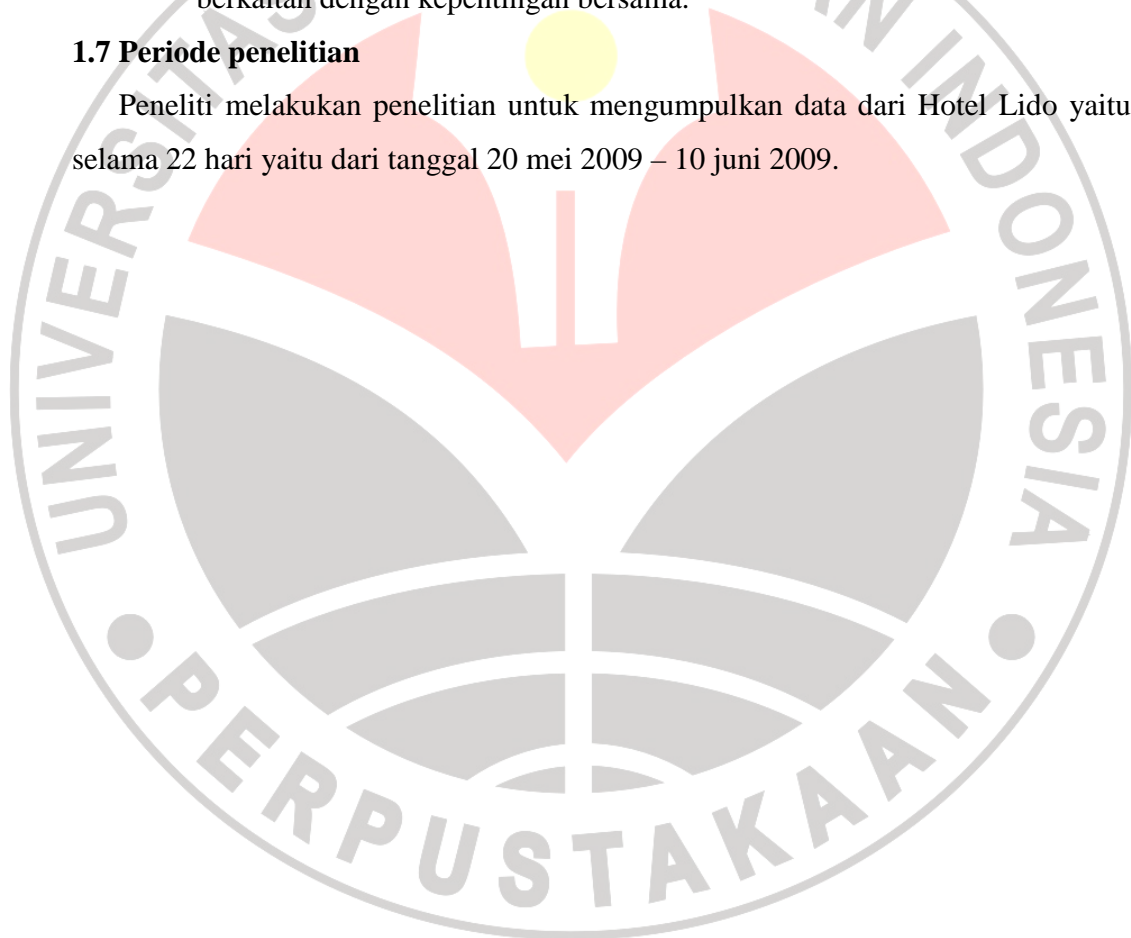 berkaitan dengan kepentingan bersama.
1.7 Periode penelitian
Peneliti melakukan penelitian untuk mengumpulkan data dari Hotel Lido yaitu
selama 22 hari yaitu dari tanggal 20 mei 2009 – 10 juni 2009.
PERPUSTAKAAN